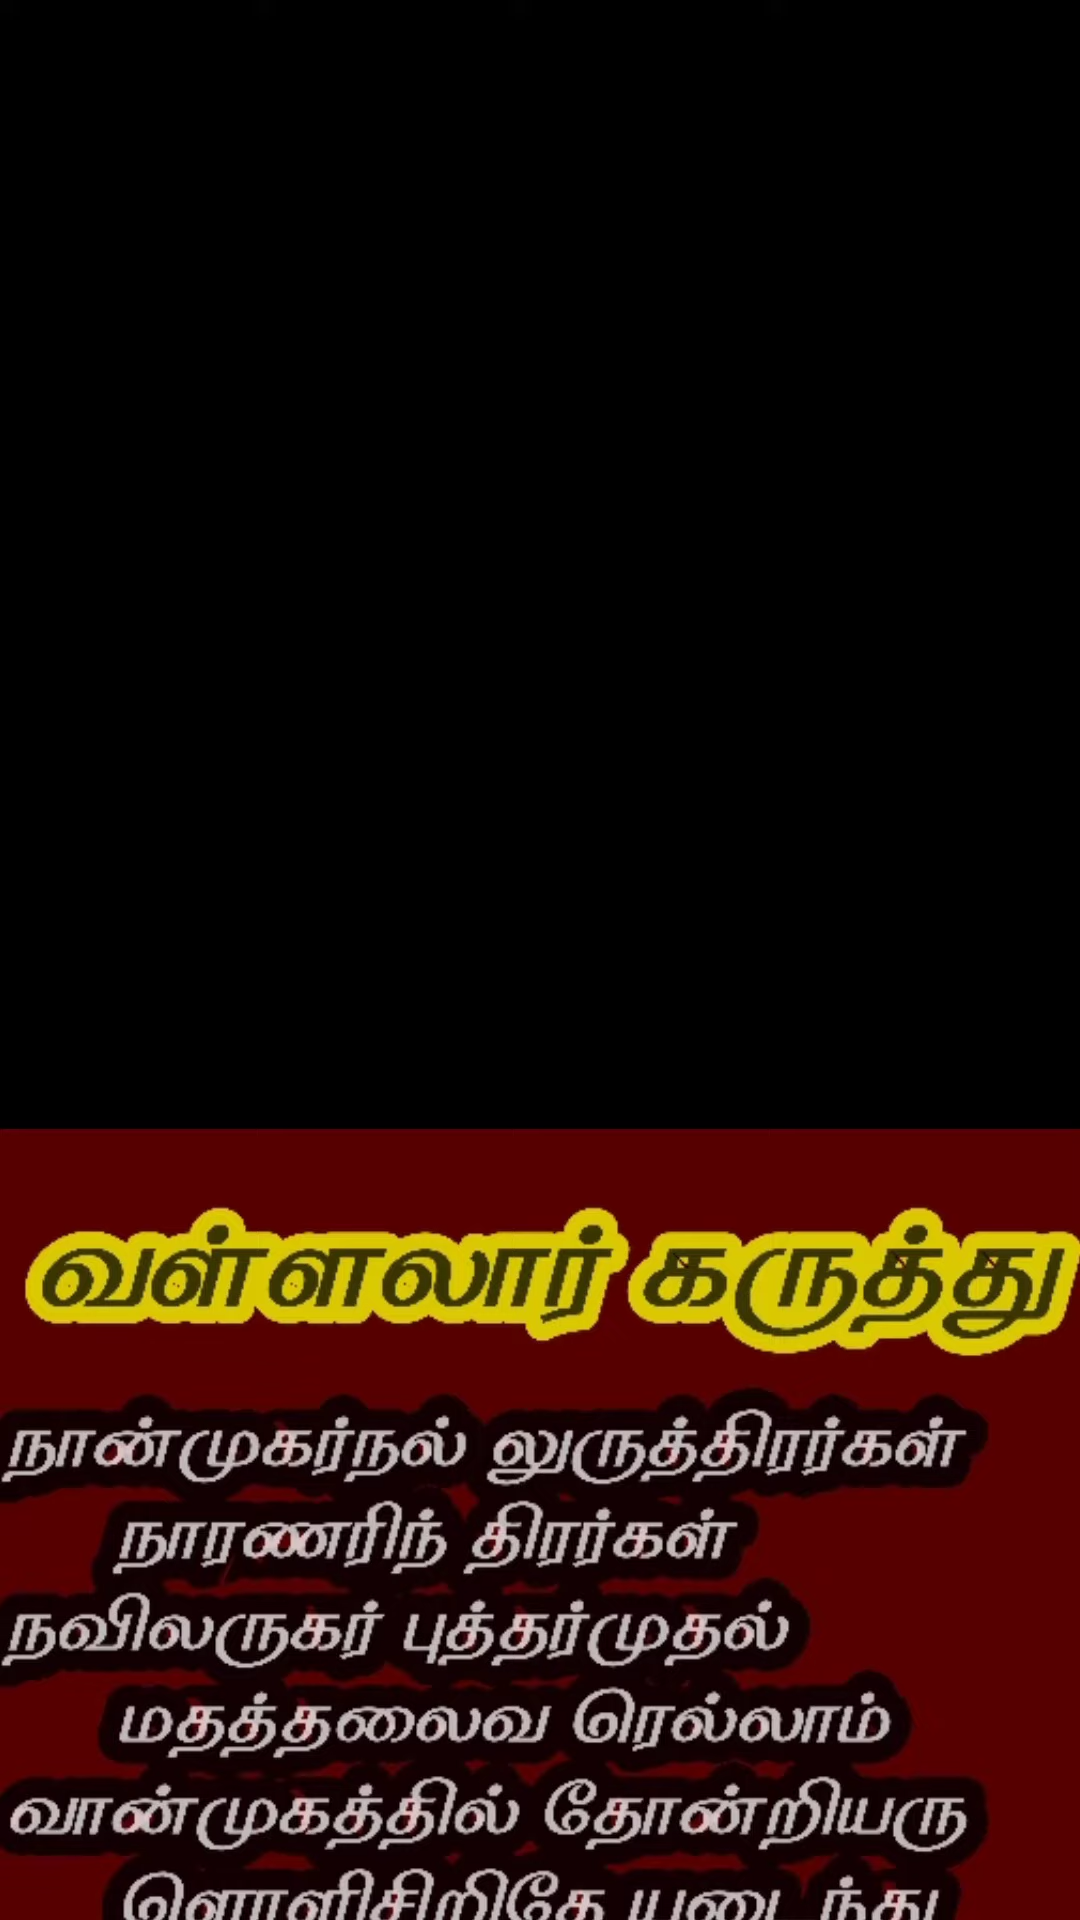 வள்ளலார் கருத்து
நான்முகர்நல் லுருத்திரர்கள்
நாரணரிந் திரர்கள்
நவிலருகர் புத்தர்முதல்
மதத்தலைவ ரெல்லாம்
வான்முகத்தில் தோன்றியரு
ளொளிசிறிதே யடைந்து